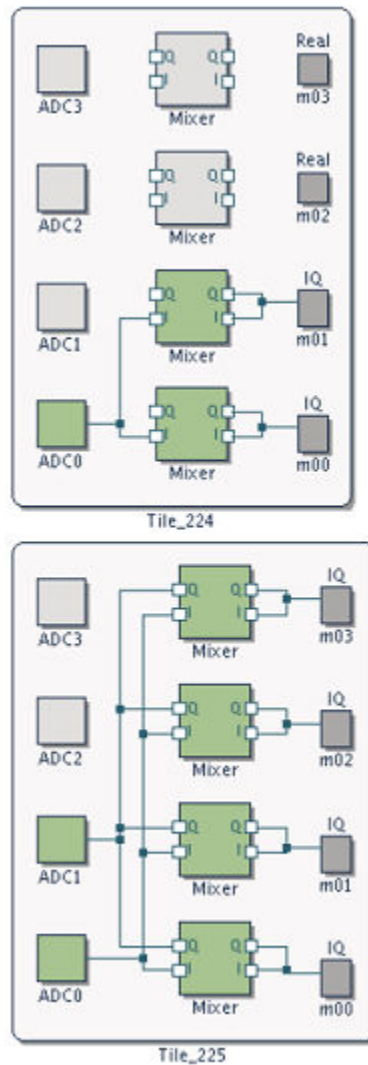 Real
Q Q
I I
ADC3
Mixer
m03
Real
Q Q
I I
ADC2
Mixer
m02
IQ
Q Q
I I
ADC1
Mixer
m01
IQ
Q Q
I I
ADC0
Mixer
m00
Tile_224
IQ
Q Q
I I
ADC3
Mixer
m03
IQ
Q Q
I I
ADC2
Mixer
m02
IQ
Q Q
I I
ADC1
Mixer
m01
IQ
Q Q
I I
ADC0
Mixer
m00
Tile_225